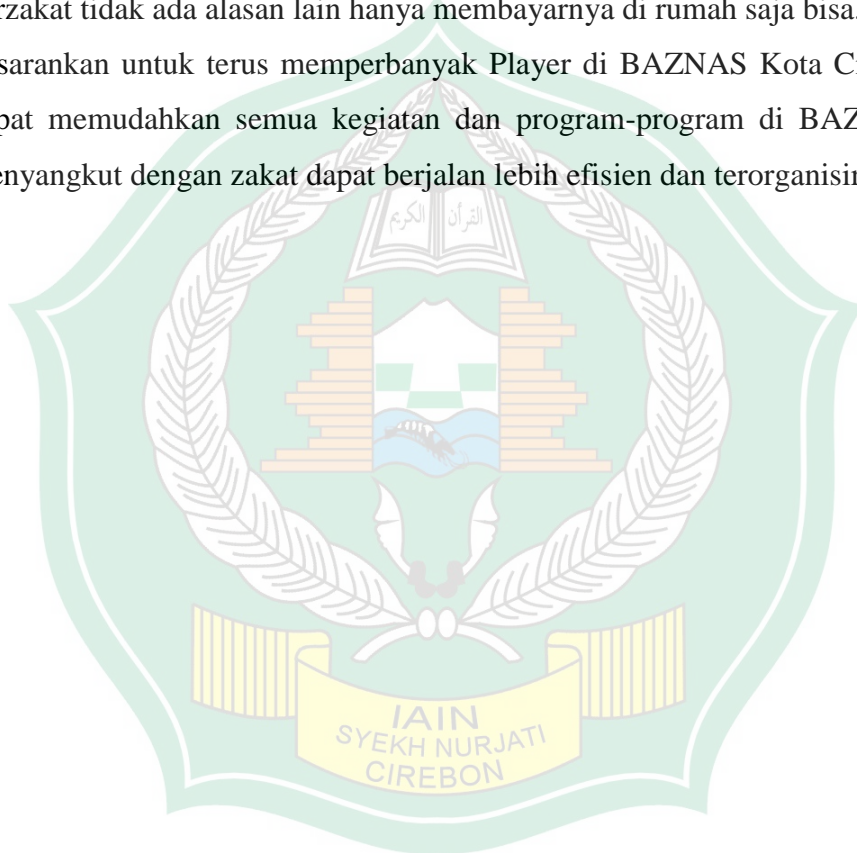 rzakat tidak ada alasan lain hanya membayarnya di rumah saja bisa.
sarankan untuk terus memperbanyak Player di BAZNAS Kota Ci
pat memudahkan semua kegiatan dan program-program di BAZ
enyangkut dengan zakat dapat berjalan lebih efisien dan terorganisir
القرأن الكريم
IAIN
SYEKH NURJATI
CIREBON